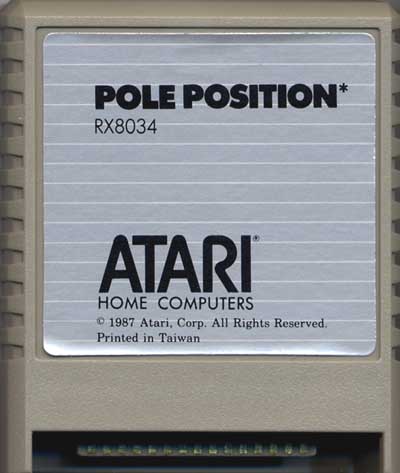 POLE POSITION*
RX8034
ATARI®
HOME COMPUTERS
© 1987 Atari, Corp. All Rights Reserved.
Printed in Taiwan